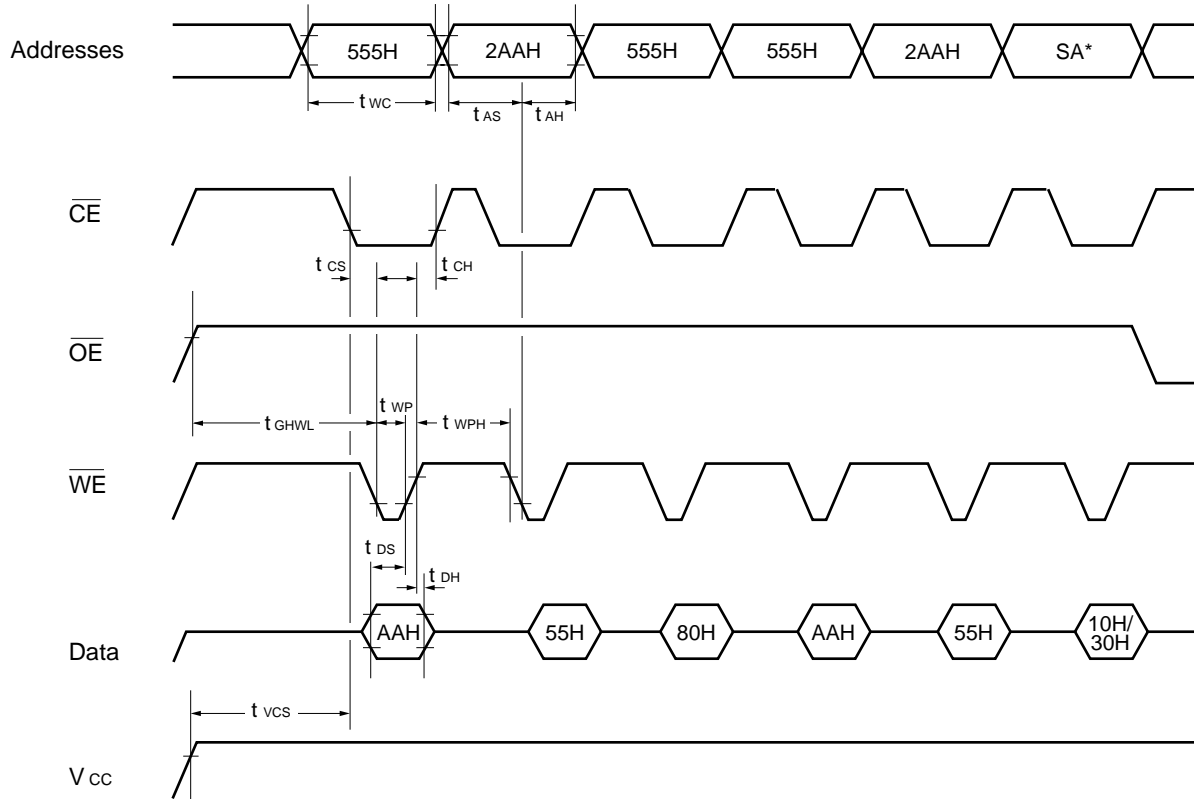 Addresses
555H 2AAH 555H 555H 2AAH SA*
t WC t AS t AH
CE
t CS t CH
OE
t GHWL t WP t WPH
WE
t DS
t DH
Data
AAH 55H 80H AAH 55H 10H/
30H
t VCS
V CC